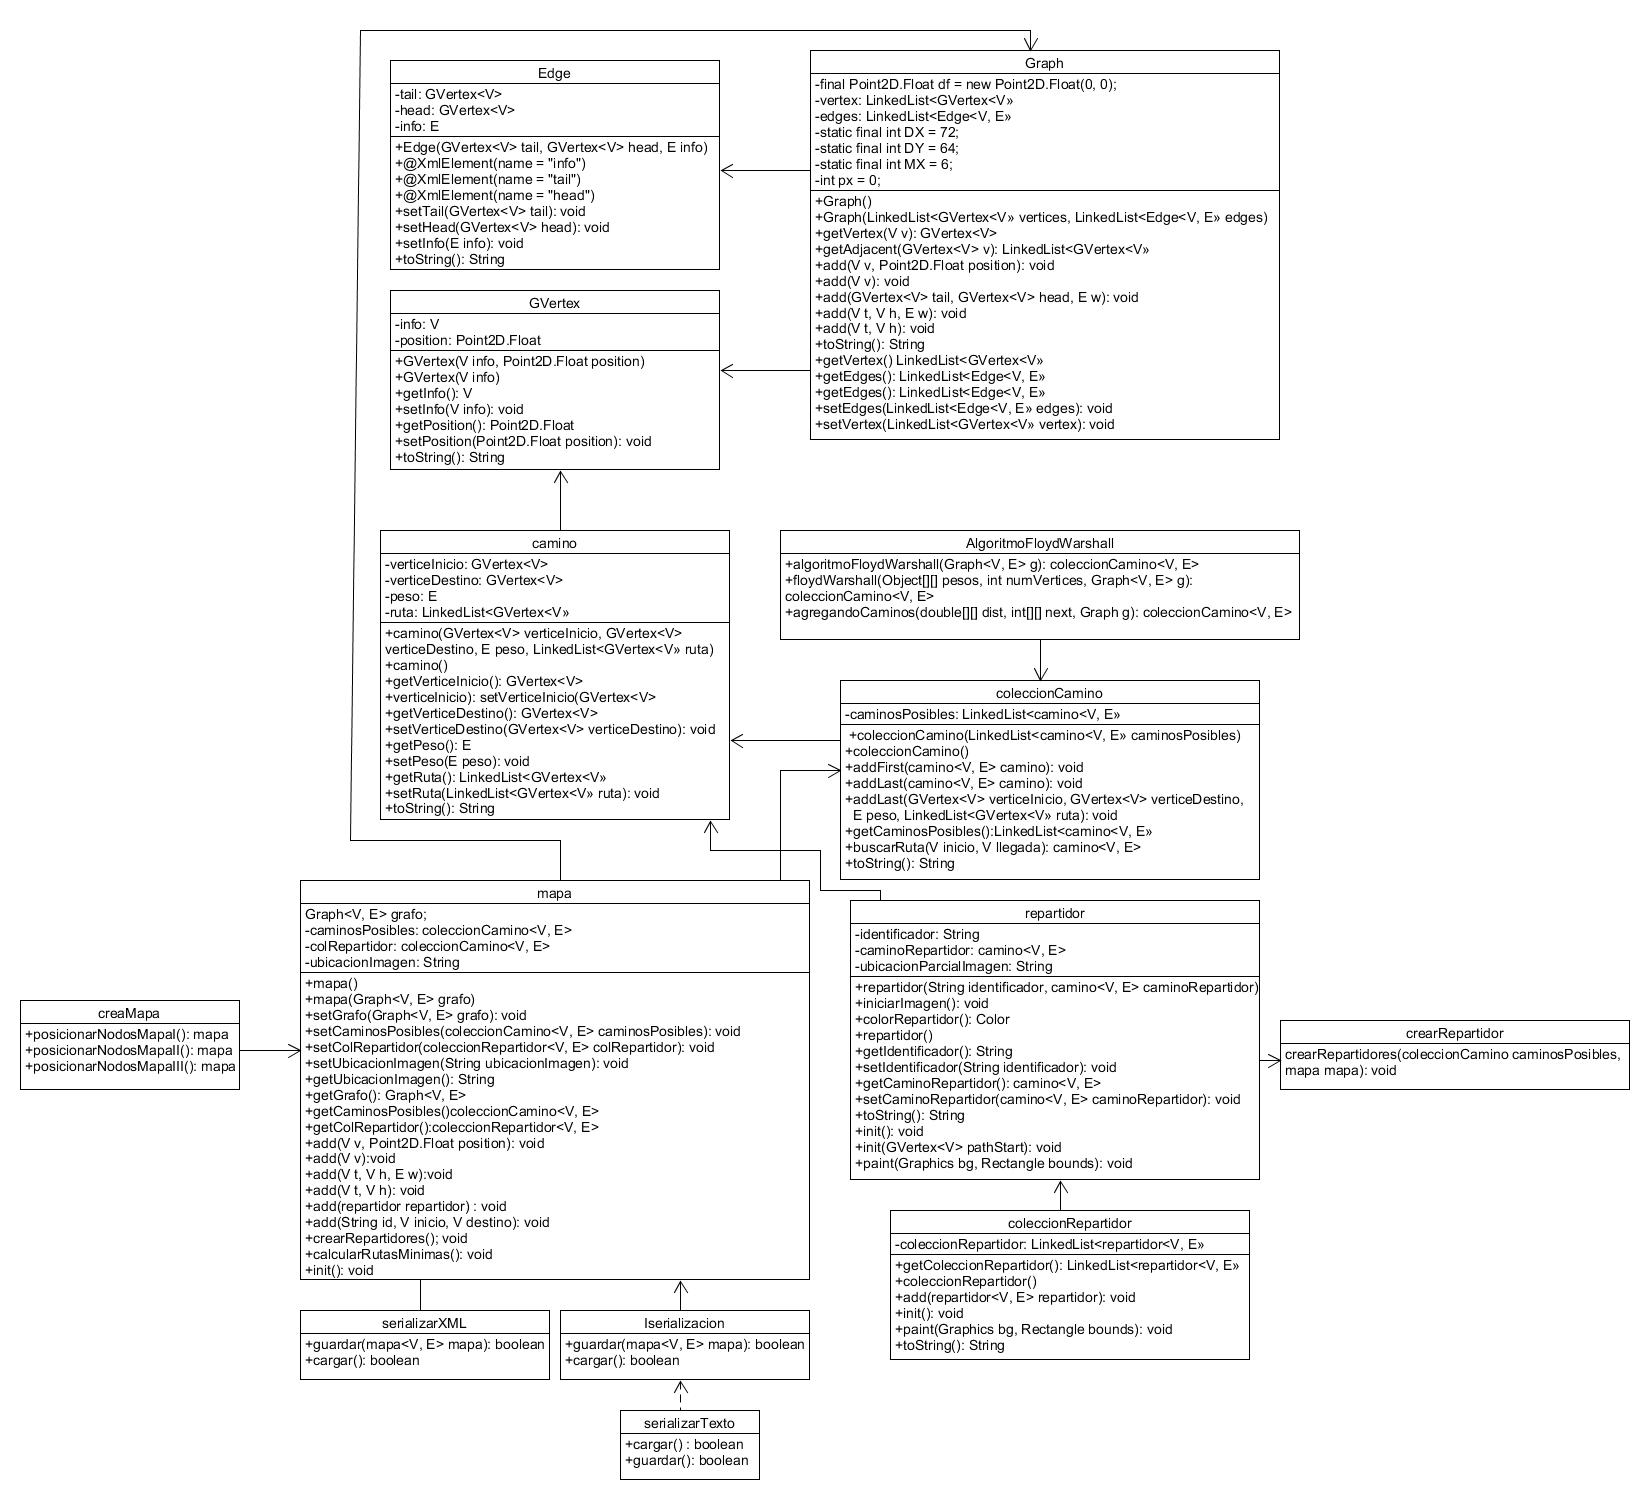 Edge
-tail: GVertex<V>
-head: GVertex<V>
-info: E
+Edge(GVertex<V> tail, GVertex<V> head, E info)
+@XmlElement(name = "info")
+@XmlElement(name = "tail")
+@XmlElement(name = "head")
+setTail(GVertex<V> tail): void
+setHead(GVertex<V> head): void
+setInfo(E info): void
+toString(): String
Graph
-final Point2D.Float df = new Point2D.Float(0, 0);
-vertex: LinkedList<GVertex<V»
-edges: LinkedList<Edge<V, E»
-static final int DX = 72;
-static final int DY = 64;
-static final int MX = 6;
-int px = 0;
+Graph()
+Graph(LinkedList<GVertex<V» vertices, LinkedList<Edge<V, E» edges)
+getVertex(V v): GVertex<V>
+getAdjacent(GVertex<V> v): LinkedList<GVertex<V»
+add(V v, Point2D.Float position): void
+add(V v): void
+add(GVertex<V> tail, GVertex<V> head, E w): void
+add(V t, V h, E w): void
+add(V t, V h): void
+toString(): String
+getVertex() LinkedList<GVertex<V»
+getEdges(): LinkedList<Edge<V, E»
+getEdges(): LinkedList<Edge<V, E»
+setEdges(LinkedList<Edge<V, E» edges): void
+setVertex(LinkedList<GVertex<V» vertex): void
GVertex
-info: V
-position: Point2D.Float
+GVertex(V info, Point2D.Float position)
+GVertex(V info)
+getInfo(): V
+setInfo(V info): void
+getPosition(): Point2D.Float
+setPosition(Point2D.Float position): void
+toString(): String
camino
-verticeInicio: GVertex<V>
-verticeDestino: GVertex<V>
-peso: E
-ruta: LinkedList<GVertex<V»
+camino(GVertex<V> verticeInicio, GVertex<V>
verticeDestino, E peso, LinkedList<GVertex<V» ruta)
+camino()
+getVerticeInicio(): GVertex<V>
+verticeInicio): setVerticeInicio(GVertex<V>
+getVerticeDestino(): GVertex<V>
+setVerticeDestino(GVertex<V> verticeDestino): void
+getPeso(): E
+setPeso(E peso): void
+getRuta(): LinkedList<GVertex<V»
+setRuta(LinkedList<GVertex<V» ruta): void
+toString(): String
AlgoritmoFloydWarshall
+algoritmoFloydWarshall(Graph<V, E> g): coleccionCamino<V, E>
+floydWarshall(Object[][] pesos, int numVertices, Graph<V, E> g):
coleccionCamino<V, E>
+agregandoCaminos(double[][] dist, int[][] next, Graph g): coleccionCamino<V, E>
coleccionCamino
-caminosPosibles: LinkedList<camino<V, E»
+coleccionCamino(LinkedList<camino<V, E» caminosPosibles)
+coleccionCamino()
+addFirst(camino<V, E> camino): void
+addLast(camino<V, E> camino): void
+addLast(GVertex<V> verticeInicio, GVertex<V> verticeDestino,
E peso, LinkedList<GVertex<V» ruta): void
+getCaminosPosibles():LinkedList<camino<V, E»
+buscarRuta(V inicio, V llegada): camino<V, E>
+toString(): String
mapa
Graph<V, E> grafo;
-caminosPosibles: coleccionCamino<V, E>
-colRepartidor: coleccionCamino<V, E>
-ubicacionImagen: String
+mapa()
+mapa(Graph<V, E> grafo)
+setGrafo(Graph<V, E> grafo): void
+setCaminosPosibles(coleccionCamino<V, E> caminosPosibles): void
+setColRepartidor(coleccionRepartidor<V, E> colRepartidor): void
+setUbicacionImagen(String ubicacionImagen): void
+getUbicacionImagen(): String
+getGrafo(): Graph<V, E>
+getCaminosPosibles()coleccionCamino<V, E>
+getColRepartidor():coleccionRepartidor<V, E>
+add(V v, Point2D.Float position): void
+add(V v):void
+add(V t, V h, E w):void
+add(V t, V h): void
+add(repartidor repartidor) : void
+add(String id, V inicio, V destino): void
+crearRepartidores(); void
+calcularRutasMinimas(): void
+init(): void
repartidor
-identificador: String
-caminoRepartidor: camino<V, E>
-ubicacionParcialImagen: String
+repartidor(String identificador, camino<V, E> caminoRepartidor)
+iniciarImagen(): void
+colorRepartidor(): Color
+repartidor()
+getIdentificador(): String
+setIdentificador(String identificador): void
+getCaminoRepartidor(): camino<V, E>
+setCaminoRepartidor(camino<V, E> caminoRepartidor): void
+toString(): String
+init(): void
+init(GVertex<V> pathStart): void
+paint(Graphics bg, Rectangle bounds): void
creaMapa
+posicionarNodosMapaI(): mapa
+posicionarNodosMapaII(): mapa
+posicionarNodosMapaIII(): mapa
crearRepartidor
crearRepartidores(coleccionCamino caminosPosibles,
mapa mapa): void
coleccionRepartidor
-coleccionRepartidor: LinkedList<repartidor<V, E»
+getColeccionRepartidor(): LinkedList<repartidor<V, E»
+coleccionRepartidor()
+add(repartidor<V, E> repartidor): void
+init(): void
+paint(Graphics bg, Rectangle bounds): void
+toString(): String
serializarXML
+guardar(mapa<V, E> mapa): boolean
+cargar(): boolean
Iserializacion
+guardar(mapa<V, E> mapa): boolean
+cargar(): boolean
serializarTexto
+cargar() : boolean
+guardar(): boolean